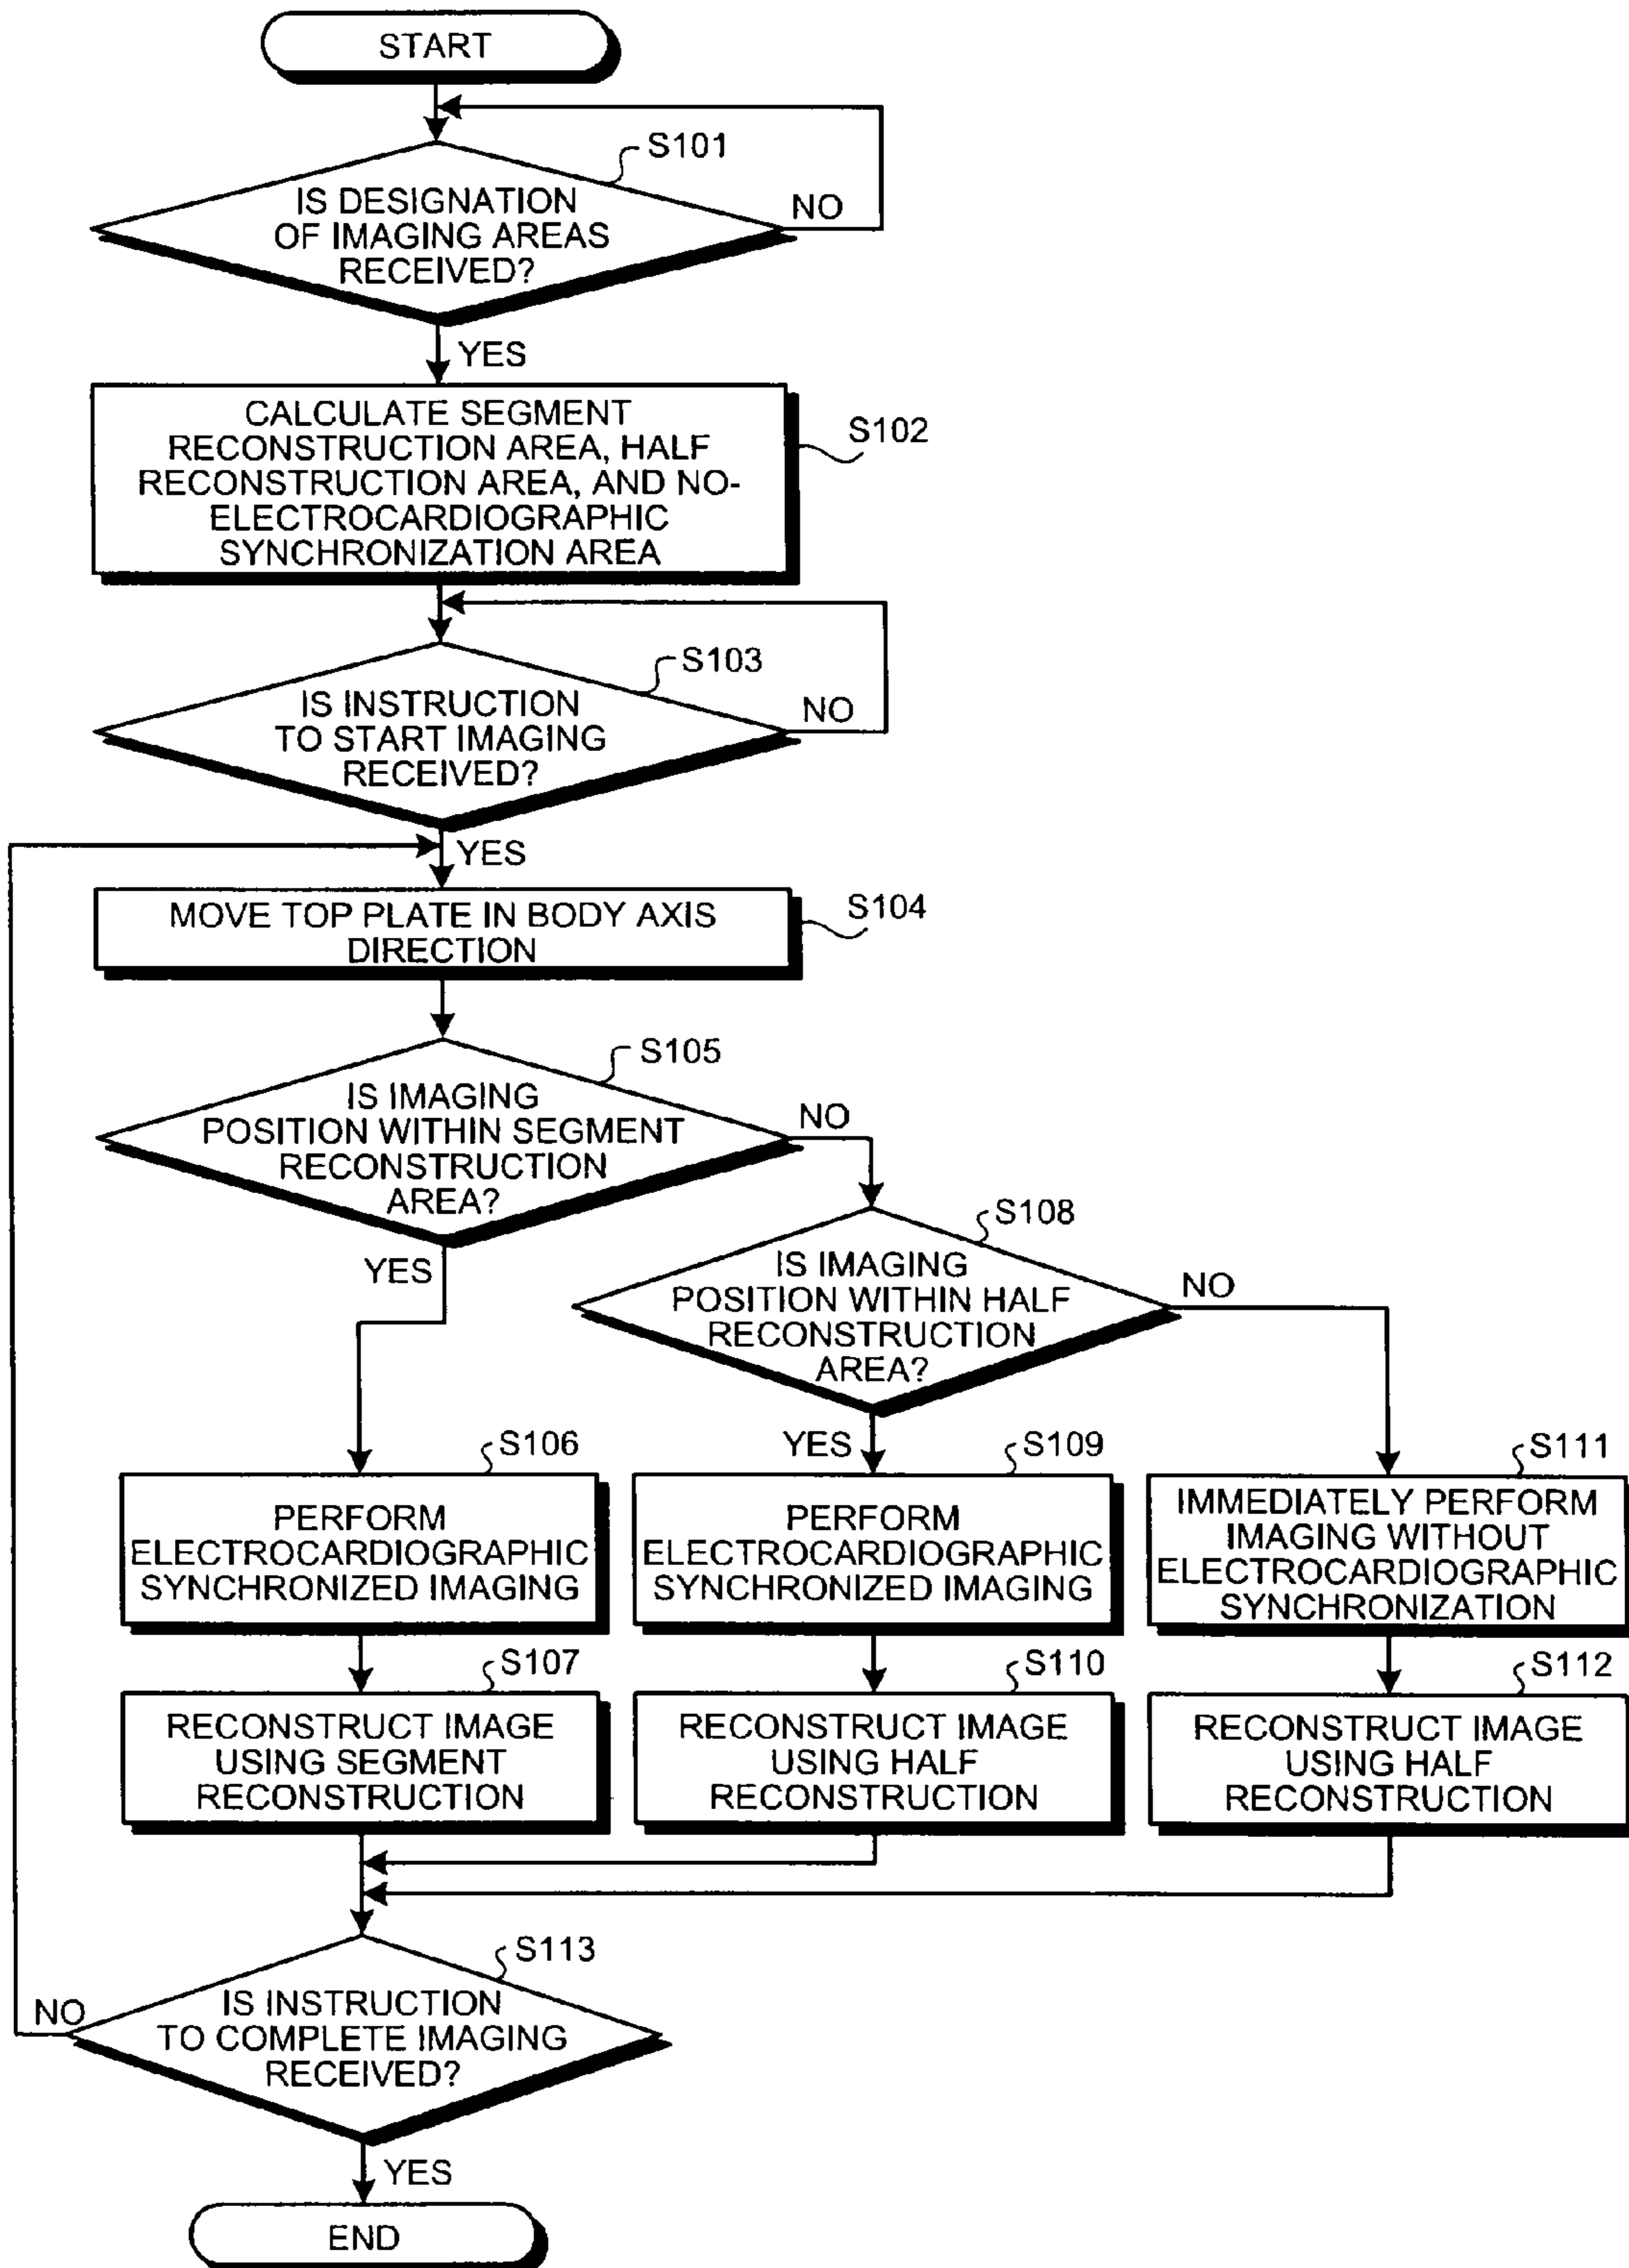 START
S101
IS DESIGNATION
OF IMAGING AREAS
RECEIVED?
NO
YES
CALCULATE SEGMENT
RECONSTRUCTION AREA, HALF
RECONSTRUCTION AREA, AND NO-
ELECTROCARDIOGRAPHIC
SYNCHRONIZATION AREA
S102
S103
IS INSTRUCTION
TO START IMAGING
RECEIVED?
NO
YES
MOVE TOP PLATE IN BODY AXIS
DIRECTION
S104
S105
IS IMAGING
POSITION WITHIN SEGMENT
RECONSTRUCTION
AREA?
NO
YES
S108
IS IMAGING
POSITION WITHIN HALF
RECONSTRUCTION
AREA?
NO
YES
S106
PERFORM
ELECTROCARDIOGRAPHIC
SYNCHRONIZED IMAGING
S109
PERFORM
ELECTROCARDIOGRAPHIC
SYNCHRONIZED IMAGING
S111
IMMEDIATELY PERFORM
IMAGING WITHOUT
ELECTROCARDIOGRAPHIC
SYNCHRONIZATION
S107
RECONSTRUCT IMAGE
USING SEGMENT
RECONSTRUCTION
S110
RECONSTRUCT IMAGE
USING HALF
RECONSTRUCTION
S112
RECONSTRUCT IMAGE
USING HALF
RECONSTRUCTION
S113
IS INSTRUCTION
TO COMPLETE IMAGING
RECEIVED?
NO
YES
END